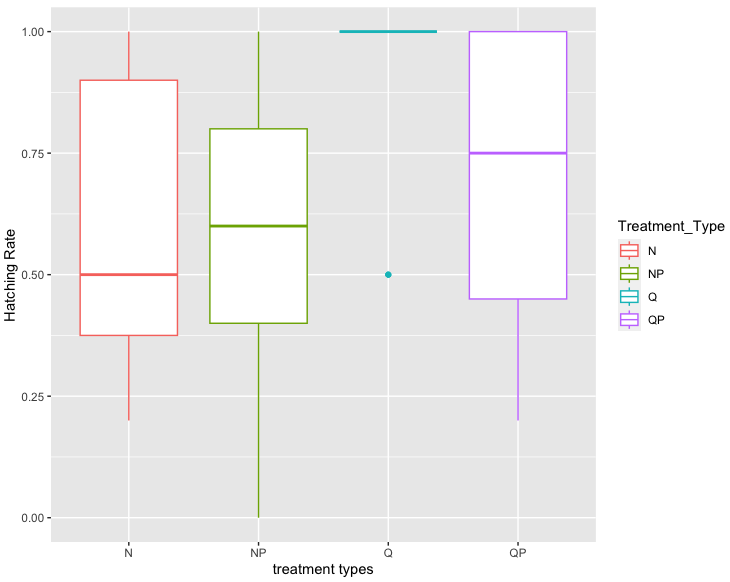 1.00
0.75
0.50
0.25
0.00
Hatching Rate
N NP Q QP
treatment types
Treatment_Type
N
NP
Q
QP